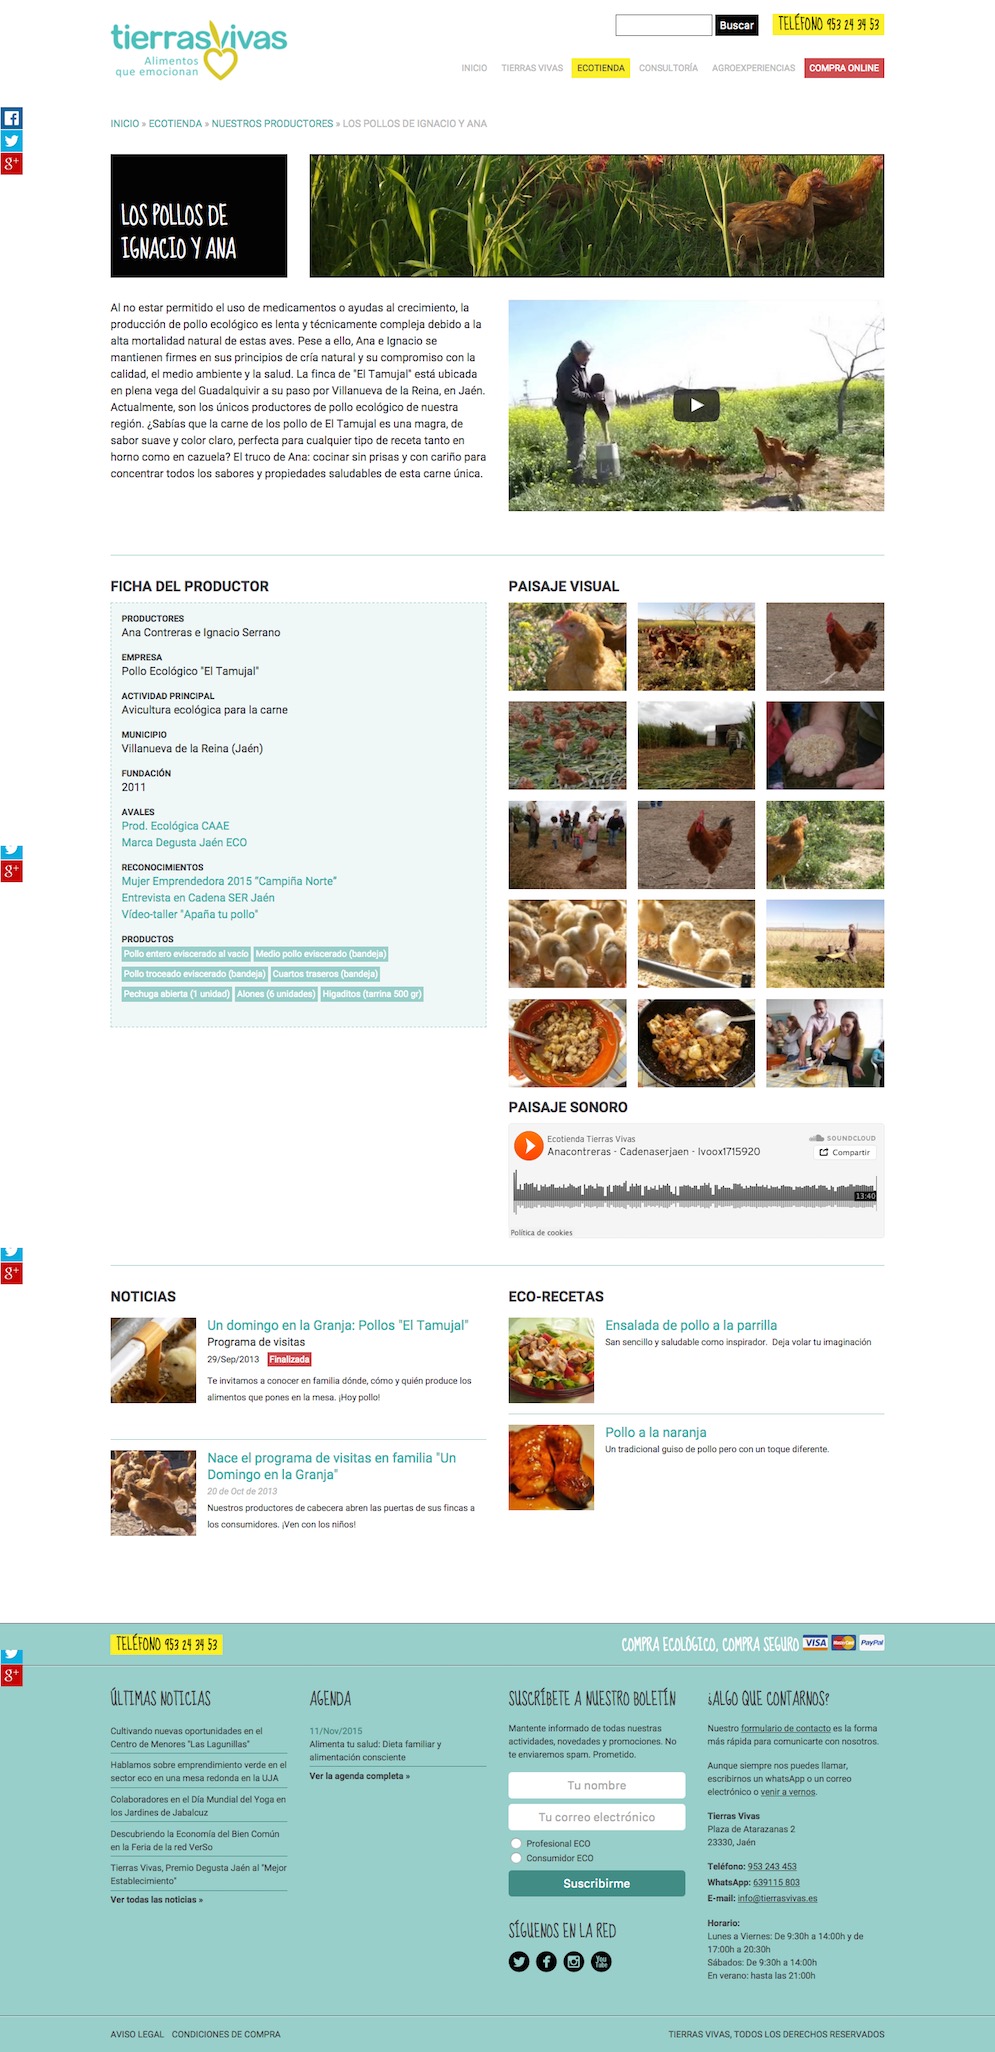 tierrasvivas
Alimentos
que emocionan
Buscar
TELÉFONO 953 24 34 53
INICIO
TIERRAS VIVAS
ECOTIENDA
CONSULTORÍA
AGROEXPERIENCIAS
COMPRA ONLINE
INICIO » ECOTIENDA » NUESTROS PRODUCTORES » LOS POLLOS DE IGNACIO Y ANA
LOS POLLOS DE
IGNACIO Y ANA
Al no estar permitido el uso de medicamentos o ayudas al crecimiento, la
producción de pollo ecológico es lenta y técnicamente compleja debido a la
alta mortalidad natural de estas aves. Pese a ello, Ana e Ignacio se
mantienen firmes en sus principios de cría natural y su compromiso con la
calidad, el medio ambiente y la salud. La finca de "El Tamujal" está ubicada
en plena vega del Guadalquivir a su paso por Villanueva de la Reina, en Jaén.
Actualmente, son los únicos productores de pollo ecológico de nuestra
región. ¿Sabías que la carne de los pollo de El Tamujal es una magra, de
sabor suave y color claro, perfecta para cualquier tipo de receta tanto en
horno como en cazuela? El truco de Ana: cocinar sin prisas y con cariño para
concentrar todos los sabores y propiedades saludables de esta carne única.
FICHA DEL PRODUCTOR
PRODUCTORES
Ana Contreras e Ignacio Serrano
EMPRESA
Pollo Ecológico "El Tamujal"
ACTIVIDAD PRINCIPAL
Avicultura ecológica para la carne
MUNICIPIO
Villanueva de la Reina (Jaén)
FUNDACIÓN
2011
AVALES
Prod. Ecológica CAAE
Marca Degusta Jaén ECO
RECONOCIMIENTOS
Mujer Emprendedora 2015 "Campiña Norte"
Entrevista en Cadena SER Jaén
Vídeo-taller "Apaña tu pollo"
PRODUCTOS
Pollo entero eviscerado al vacío Medio pollo eviscerado (bandeja)
Pollo troceado eviscerado (bandeja) Cuartos traseros (bandeja)
Pechuga abierta (1 unidad) Alones (6 unidades) Higaditos (tarrina 500 gr)
PAISAJE VISUAL
PAISAJE SONORO
Ecotienda Tierras Vivas
Anacontreras - Cadenaserjaen - Ivoox1715920
SOUNDCLOUD
Compartir
13:40
Política de cookies
NOTICIAS
Un domingo en la Granja: Pollos "El Tamujal"
Programa de visitas
29/Sep/2013 Finalizada
Te invitamos a conocer en familia dónde, cómo y quién produce los
alimentos que pones en la mesa. ¡Hoy pollo!
Nace el programa de visitas en familia "Un
Domingo en la Granja"
20 de Oct de 2013
Nuestros productores de cabecera abren las puertas de sus fincas a
los consumidores. ¡Ven con los niños!
ECO-RECETAS
Ensalada de pollo a la parrilla
San sencillo y saludable como inspirador. Deja volar tu imaginación
Pollo a la naranja
Un tradicional guiso de pollo pero con un toque diferente.
TELÉFONO 953 24 34 53
COMPRA ECOLÓGICO, COMPRA SEGURO VISA MasterCard PayPal
ÚLTIMAS NOTICIAS
Cultivando nuevas oportunidades en el
Centro de Menores "Las Lagunillas"
Hablamos sobre emprendimiento verde en el
sector eco en una mesa redonda en la UJA
Colaboradores en el Día Mundial del Yoga en
los Jardines de Jabalcuz
Descubriendo la Economía del Bien Común
en la Feria de la red VerSo
Tierras Vivas, Premio Degusta Jaén al "Mejor
Establecimiento"
Ver todas las noticias »
AGENDA
11/Nov/2015
Alimenta tu salud: Dieta familiar y
alimentación consciente
Ver la agenda completa »
SUSCRÍBETE A NUESTRO BOLETÍN
Mantente informado de todas nuestras
actividades, novedades y promociones. No
te enviaremos spam. Prometido.
Tu nombre
Tu correo electrónico
Profesional ECO
Consumidor ECO
Suscribirme
SÍGUENOS EN LA RED
You
Tube
¿ALGO QUE CONTARNOS?
Nuestro formulario de contacto es la forma
más rápida para comunicarte con nosotros.
Aunque siempre nos puedes llamar,
escribirnos un whatsApp o un correo
electrónico o venir a vernos.
Tierras Vivas
Plaza de Atarazanas 2
23330, Jaén
Teléfono: 953 243 453
WhatsApp: 639115 803
E-mail: info@tierrasvivas.es
Horario:
Lunes a Viernes: De 9:30h a 14:00h y de
17:00h a 20:30h
Sábados: De 9:30h a 14:00h
En verano: hasta las 21:00h
AVISO LEGAL
CONDICIONES DE COMPRA
TIERRAS VIVAS, TODOS LOS DERECHOS RESERVADOS